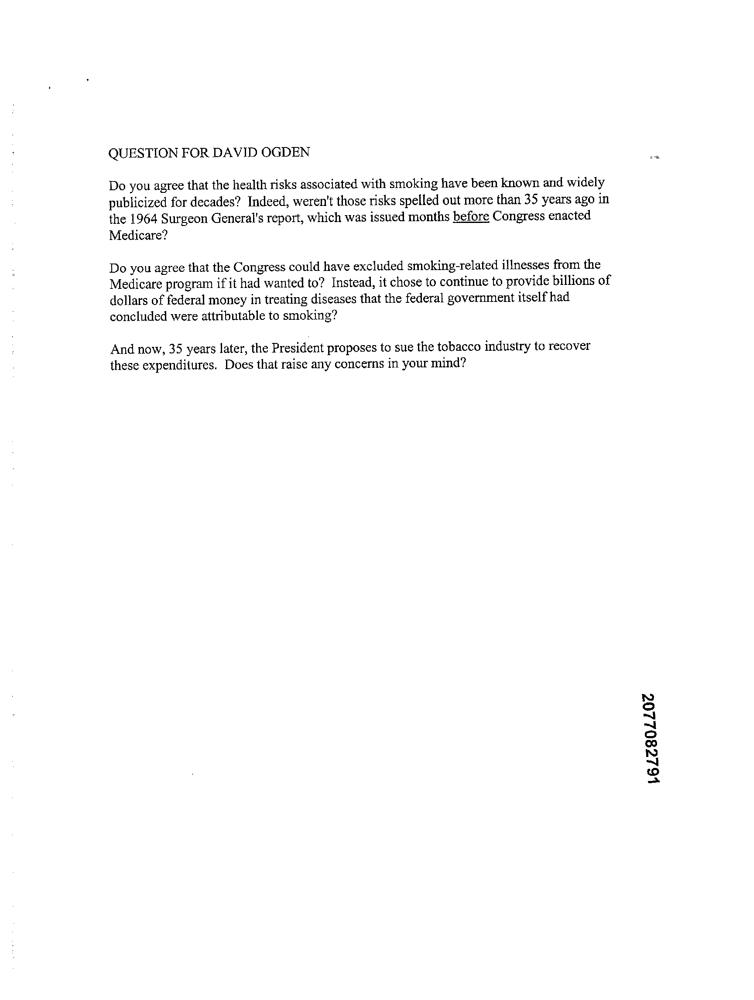 QUESTION FOR DAVID OGDEN
Do you agree that the health risks associated with smoking have been known and widely
publicized for decades? Indeed, weren't those risks spelled out more than 35 years ago in
the 1964 Surgeon General's report, which was issued months before Congress enacted
Medicare?
Do you agree that the Congress could have excluded smoking-related illnesses from the
Medicare program if it had wanted to? Instead, it chose to continue to provide billions of
dollars of federal money in treating diseases that the federal government itself had
concluded were attributable to smoking?
And now, 35 years later, the President proposes to sue the tobacco industry to recover
these expenditures. Does that raise any concerns in your mind?
2077082791